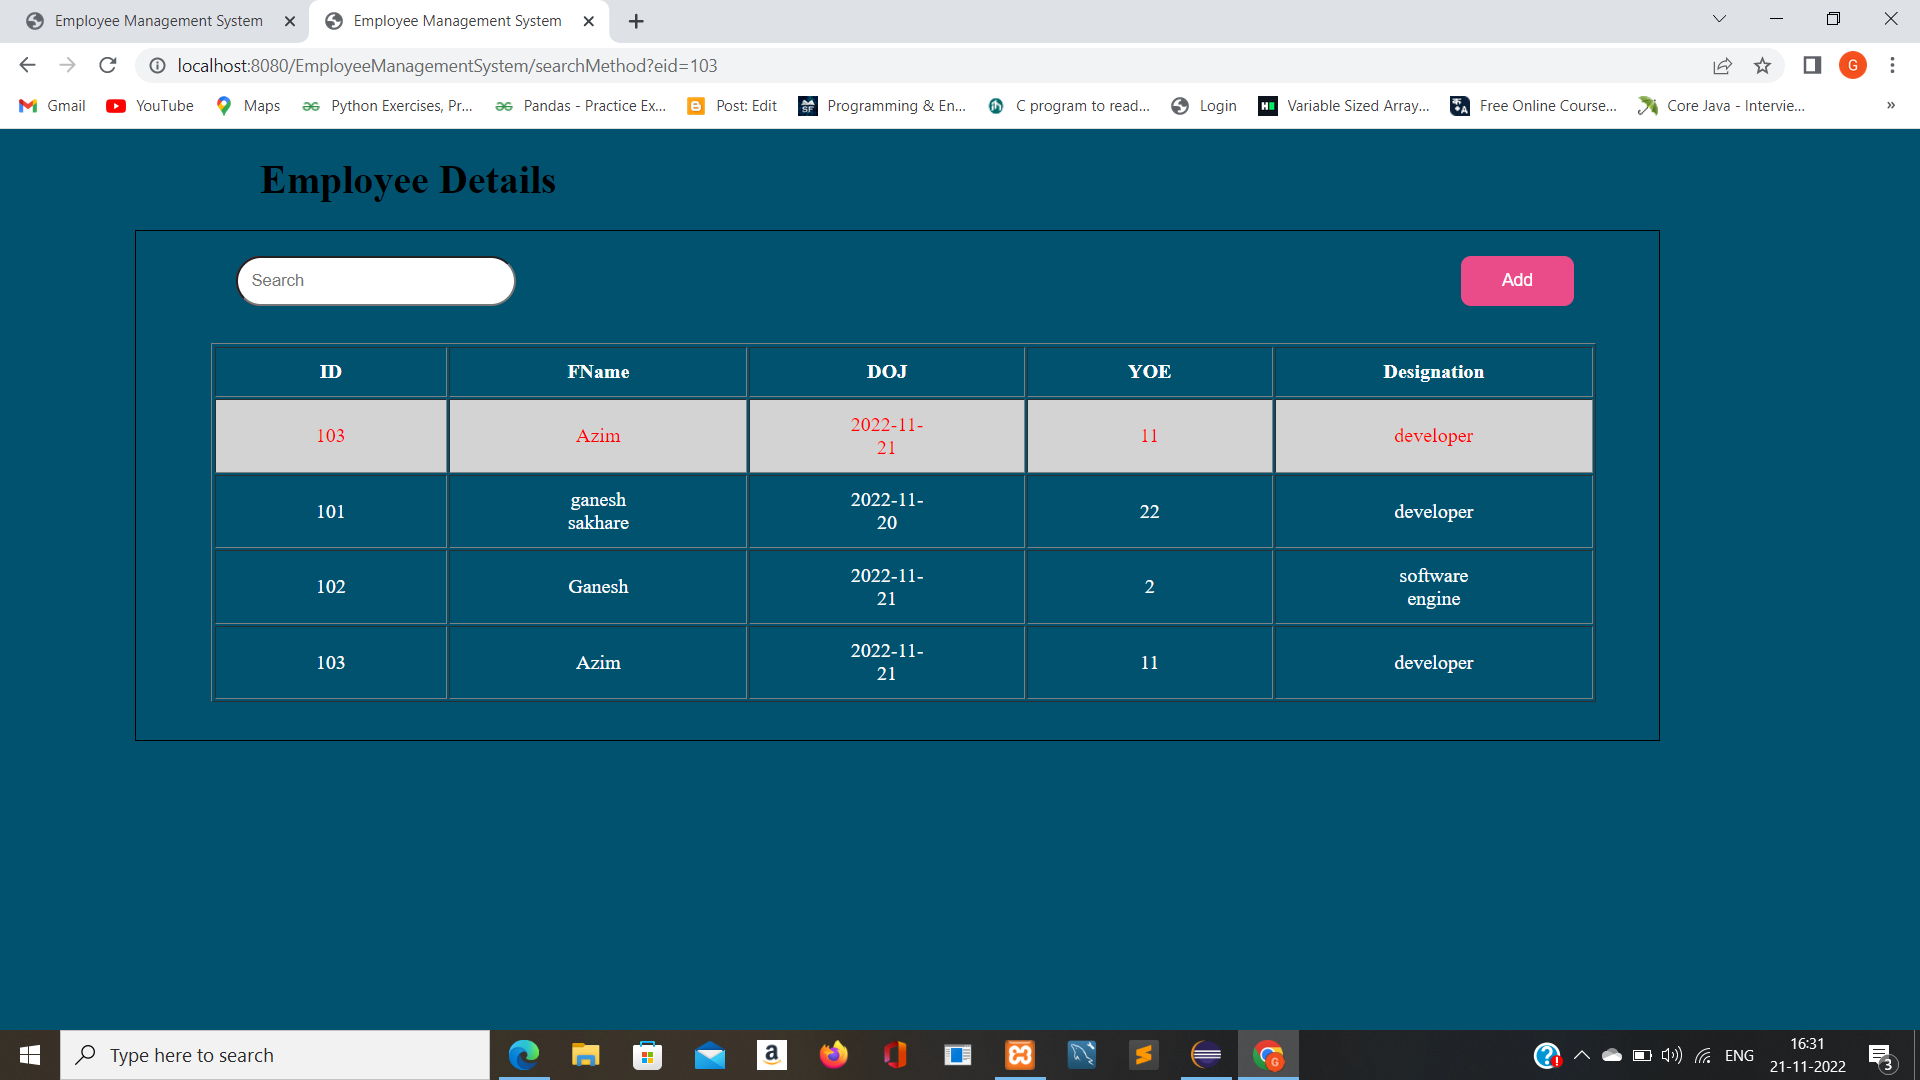 Employee Management System
Employee Management System
localhost:8080/EmployeeManagementSystem/searchMethod?eid=103
G
Gmail
YouTube
Maps
Python Exercises, Pr...
Pandas - Practice Ex...
Post: Edit
Programming & En...
C program to read...
Login
Variable Sized Array...
Free Online Course...
Core Java - Intervie...
»
Employee Details
Search
Add
ID FName DOJ YOE Designation
103 Azim 2022-11-
21 11 developer
101 ganesh
sakhare 2022-11-
20 22 developer
102 Ganesh 2022-11-
21 2 software
engine
103 Azim 2022-11-
21 11 developer
Type here to search
ENG
16:31
21-11-2022
3